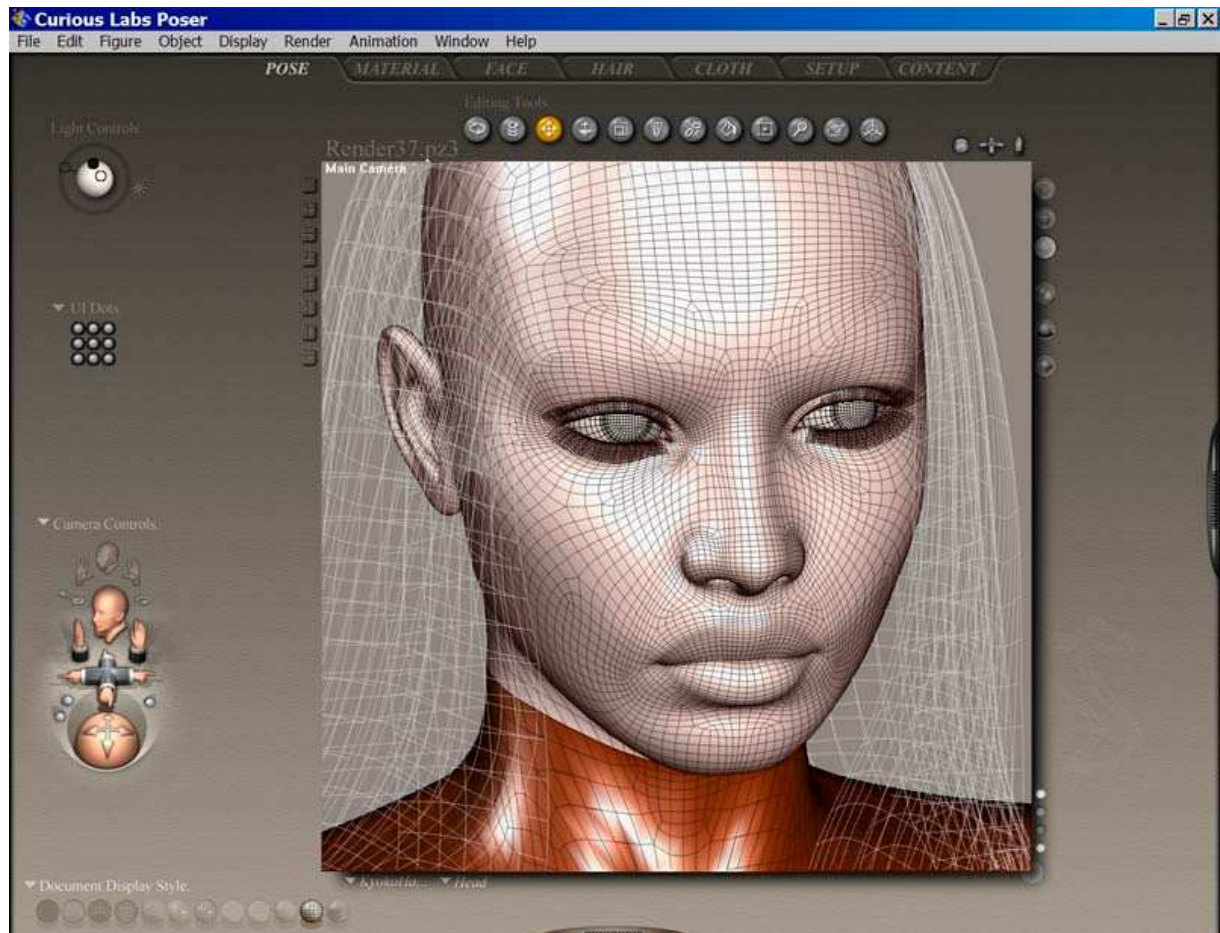 Curious Labs Poser
File Edit Figure Object Display Render Animation Window Help
POSE MATERIAL FACE HAIR CLOTH SETUP CONTENT
Editing Tools
Light Controls
Render37.pz3
Main Camera
UI Dots
Camera Controls
KyokoHa... Head
Document Display Style